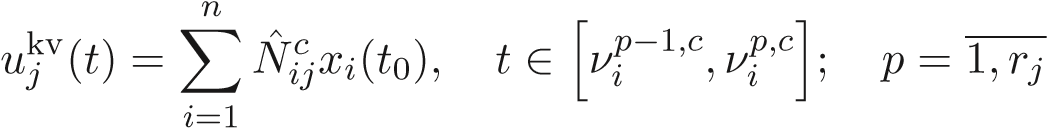 $u_j^{\mathrm{kv}}(t) = \sum_{i=1}^{n} \hat{N}_{ij}^{c} x_i(t_0), \quad t \in \left[ \nu_i^{p-1,c}, \nu_i^{p,c} \right]; \quad p = \overline{1, r_j}$